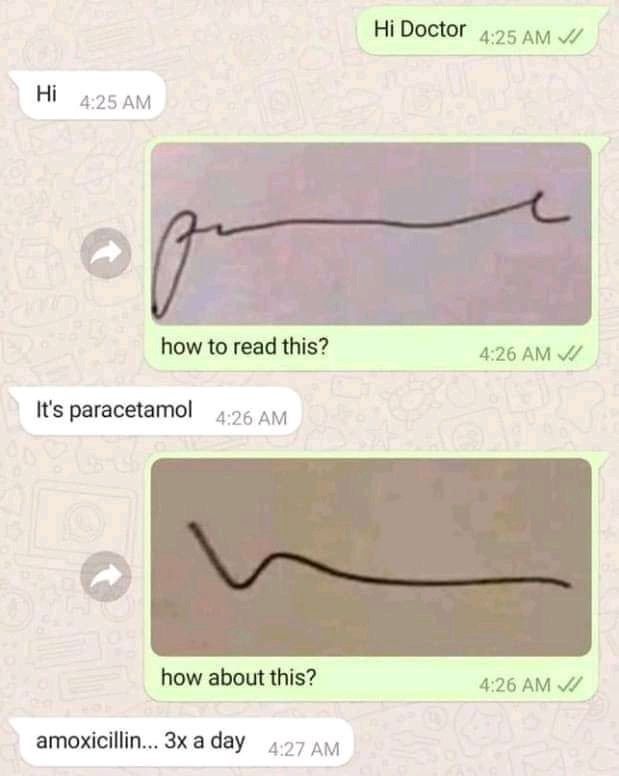 Hi Doctor 4:25 AM
Hi 4:25 AM
how to read this? 4:26 AM
It's paracetamol 4:26 AM
how about this? 4:26 AM
amoxicillin... 3x a day 4:27 AM